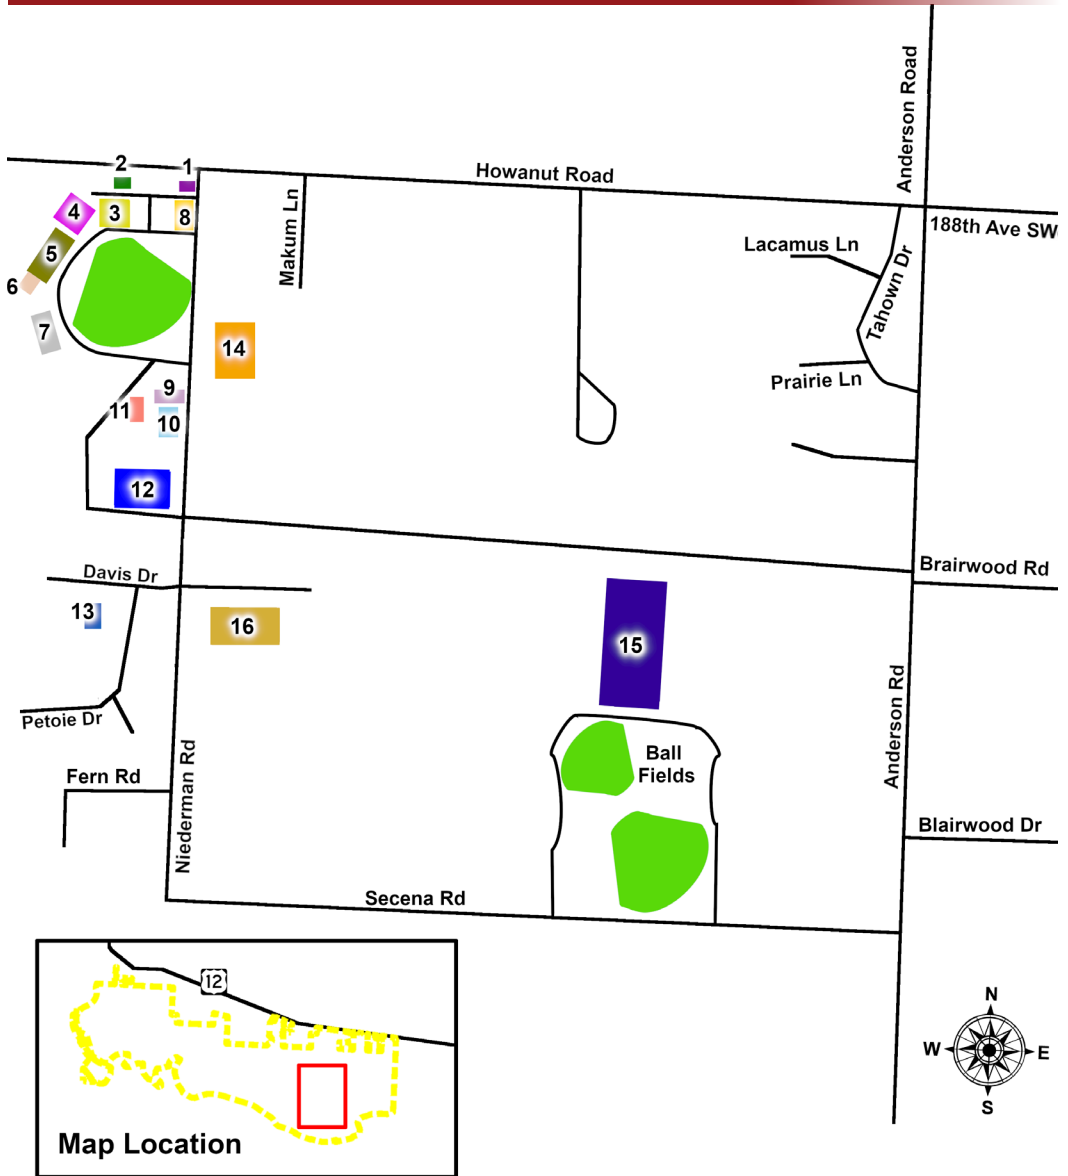 Anderson Road
2
1
Howanut Road
4
3
8
188th Ave SW
Makum Ln
Lacamus Ln
5
6
Tahown Dr
7
14
Prairie Ln
9
11
10
12
Brairwood Rd
Davis Dr
13
16
15
Anderson Rd
Petoie Dr
Ball
Fields
Fern Rd
Niederman Rd
Blairwood Dr
Secena Rd
12
N
W
E
S
Map Location